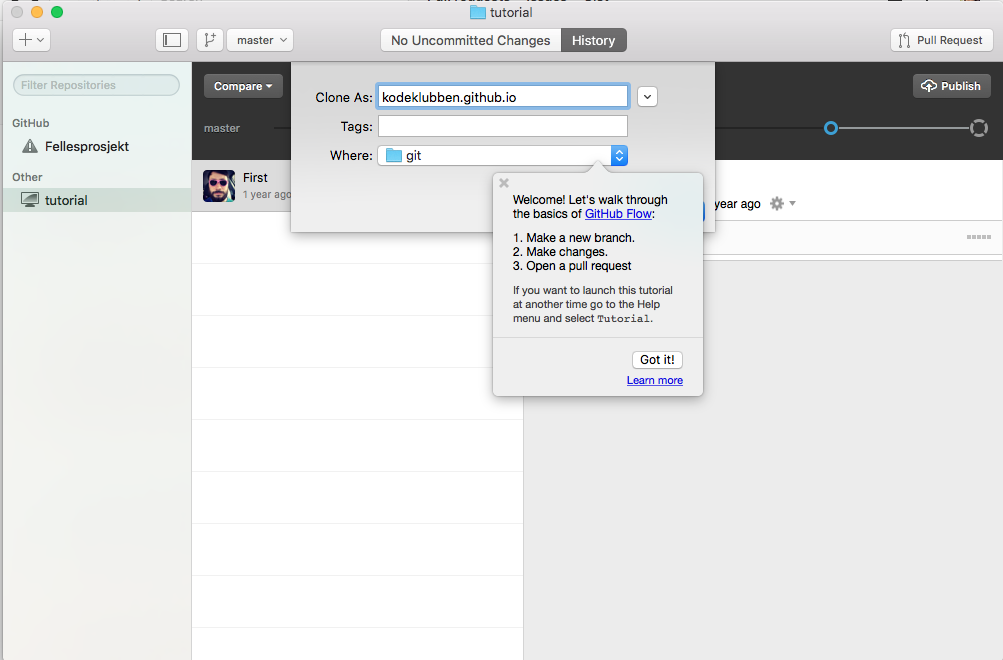 tutorial
master
No Uncommitted Changes
History
Pull Request
Filter Repositories
GitHub
Fellesprosjekt
Other
tutorial
Compare
Publish
master
First
1 year ago
Clone As:
kodeklubben.github.io
Tags:
Where:
git
year ago
Welcome! Let's walk through
the basics of GitHub Flow:
1. Make a new branch.
2. Make changes.
3. Open a pull request
If you want to launch this tutorial
at another time go to the Help
menu and select Tutorial.
Got it!
Learn more